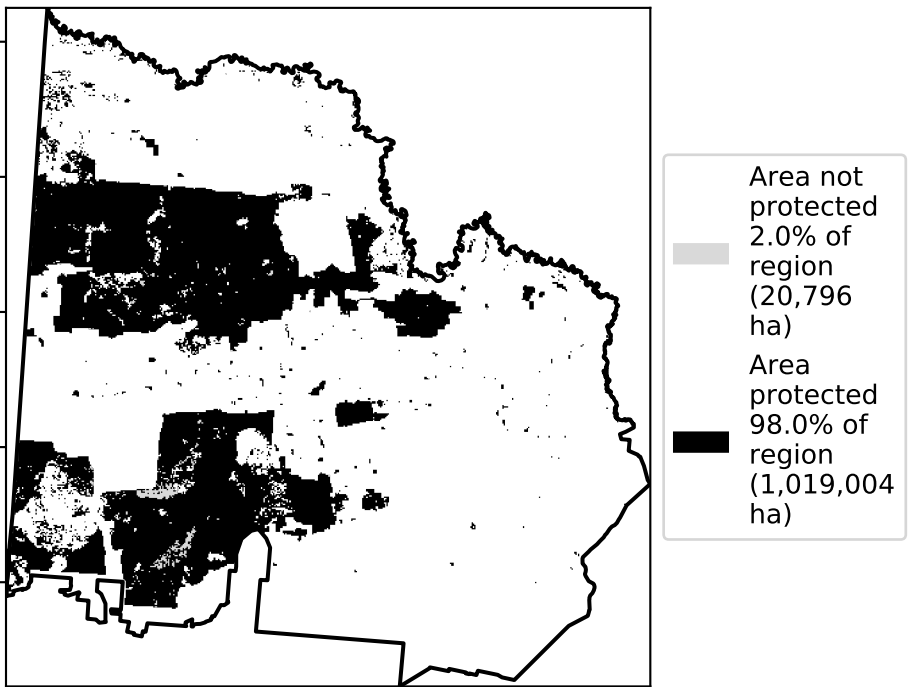 Area not
protected
2.0% of
region
(20,796
ha)
Area
protected
98.0% of
region
(1,019,004
ha)